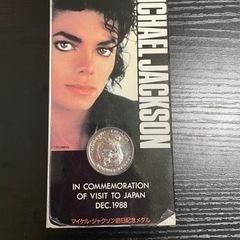 MICHAEL JACKSON
IN COMMEMORATION
OF VISIT TO JAPAN
DEC.1988
マイケル・ジャクソン訪日記念メダル